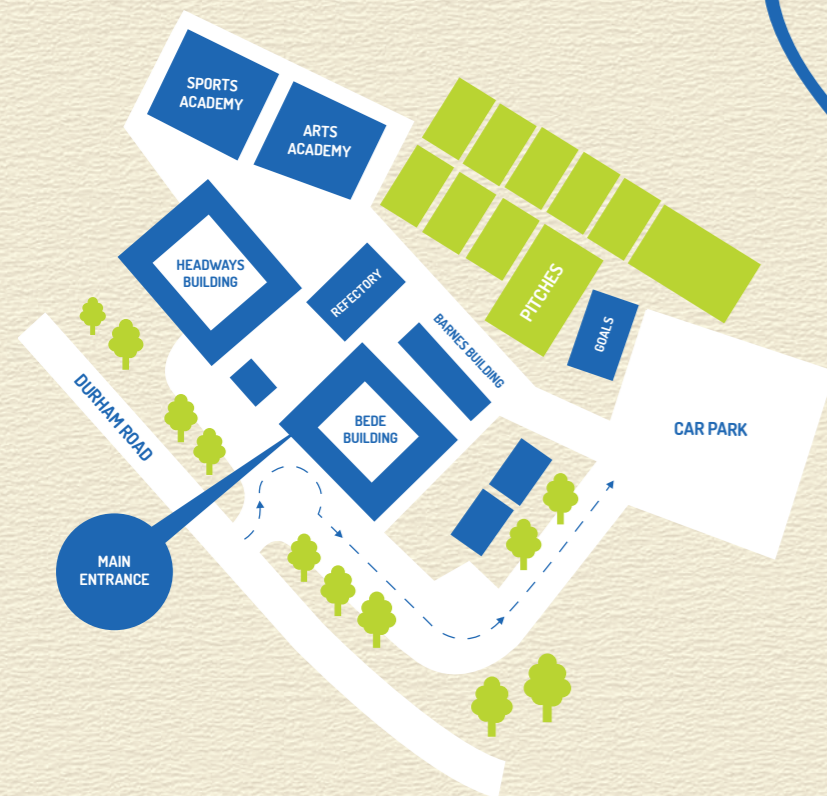 SPORTS
ACADEMY
ARTS
ACADEMY
HEADWAYS
BUILDING
REFECTORY
PITCHES
GOALS
BARNES BUILDING
DURHAM ROAD
BEDE
BUILDING
CAR PARK
MAIN
ENTRANCE